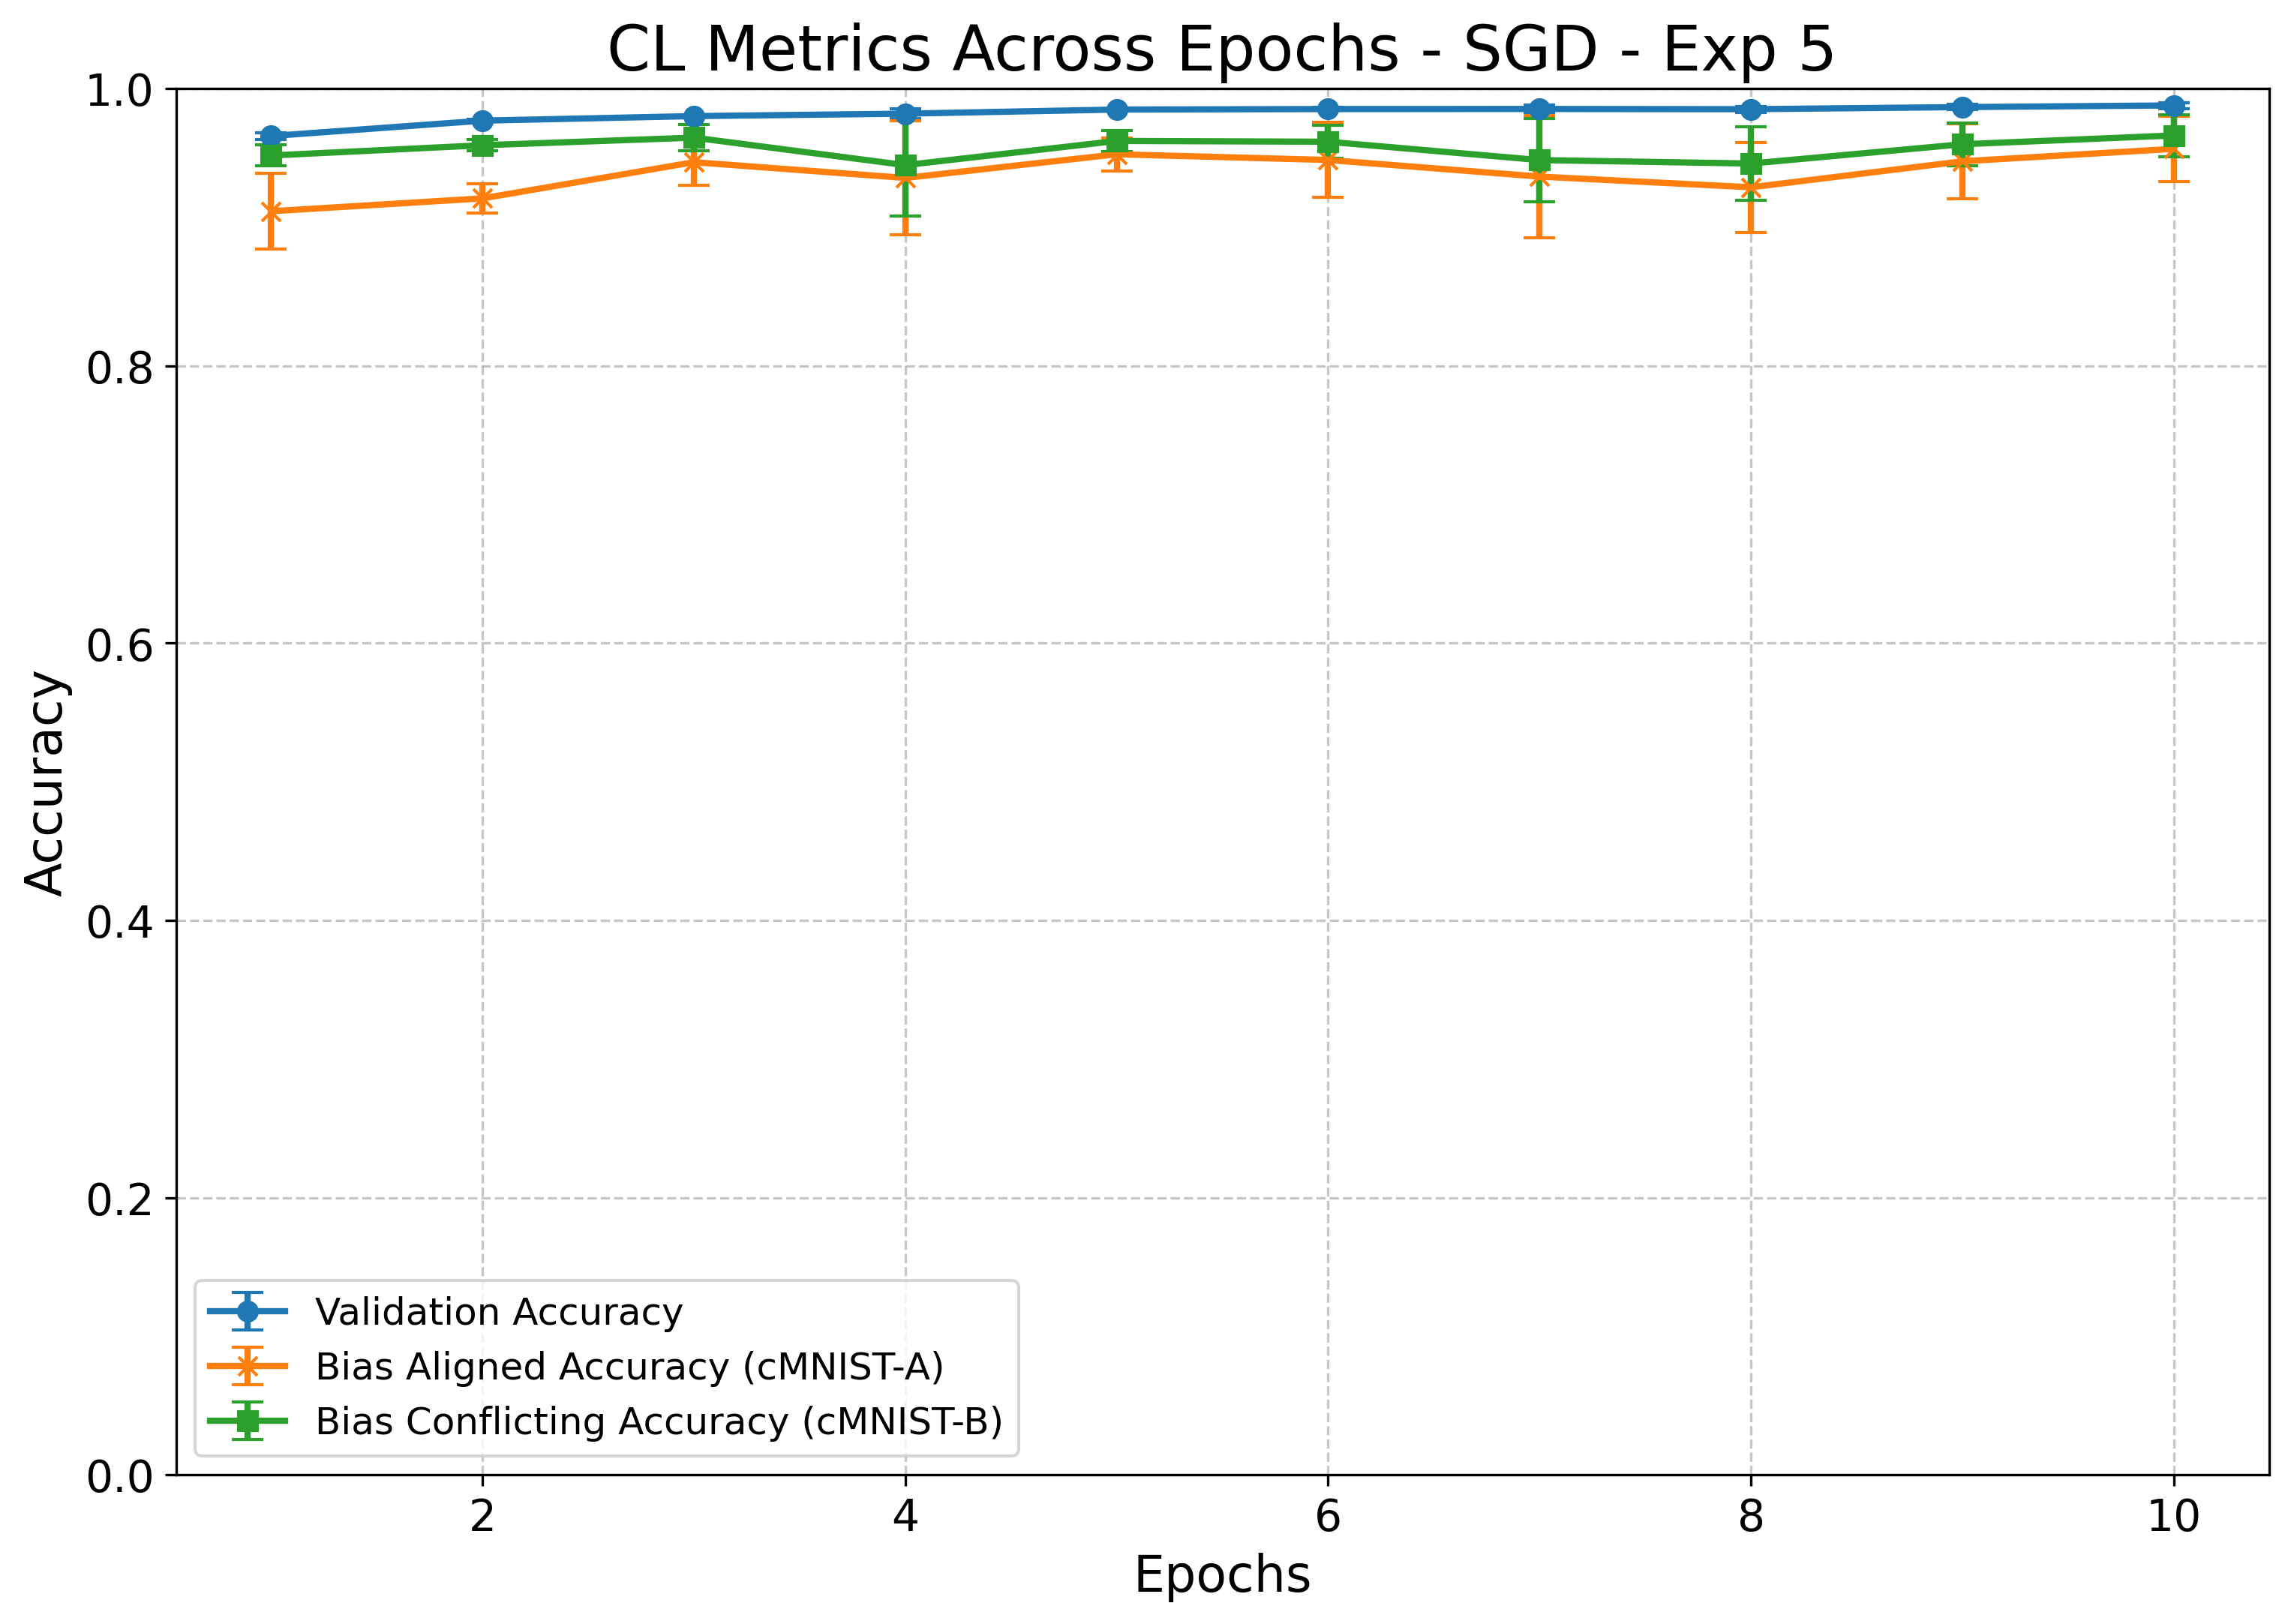 CL Metrics Across Epochs - SGD - Exp 5
1.0
0.8
0.6
0.4
0.2
0.0
Accuracy
Validation Accuracy
Bias Aligned Accuracy (cMNIST-A)
Bias Conflicting Accuracy (cMNIST-B)
2 4 6 8 10
Epochs